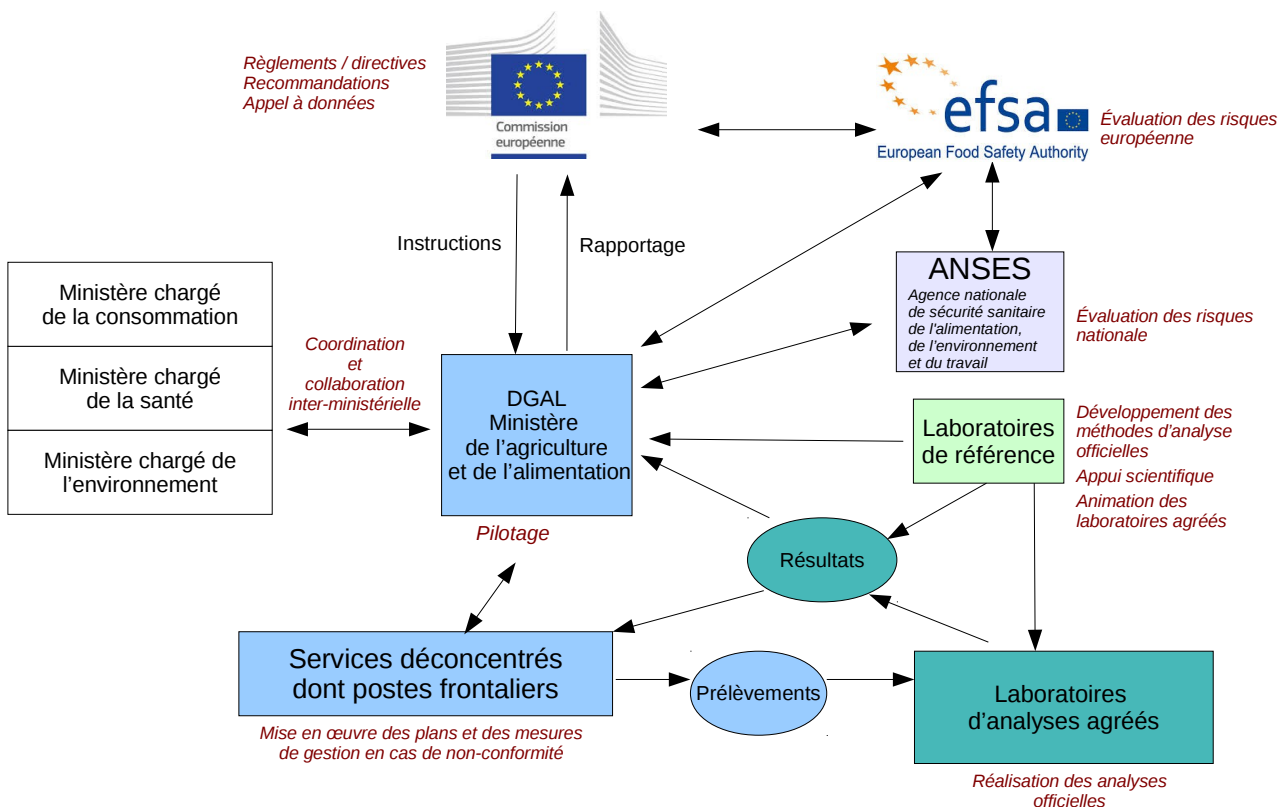 Règlements / directives
Recommandations
Appel à données
Commission
européenne
efsa
European Food Safety Authority
Évaluation des risques
européenne
Instructions
Rapportage
ANSES
Agence nationale
de sécurité sanitaire
de l'alimentation,
de l'environnement
et du travail
Évaluation des risques
nationale
Ministère chargé
de la consommation
Ministère chargé
de la santé
Ministère chargé de
l'environnement
Coordination
et
collaboration
inter-ministérielle
DGAL
Ministère
de l'agriculture
et de l'alimentation
Pilotage
Laboratoires
de référence
Développement des
méthodes d'analyse
officielles
Appui scientifique
Animation des
laboratoires agréés
Résultats
Services déconcentrés
dont postes frontaliers
Mise en œuvre des plans et des mesures
de gestion en cas de non-conformité
Prélèvements
Laboratoires
d'analyses agréés
Réalisation des analyses
officielles